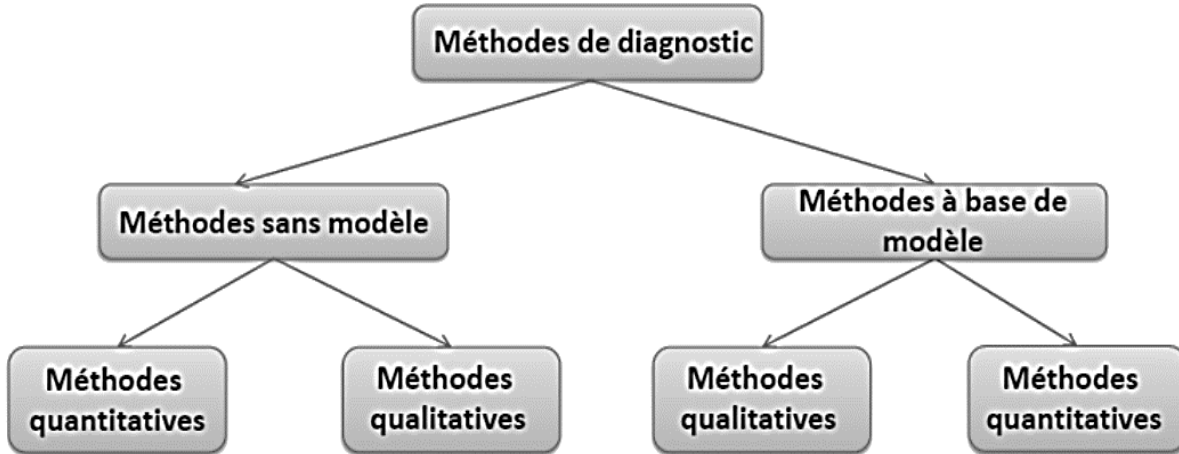 Méthodes de diagnostic
Méthodes sans modèle
Méthodes à base de
modèle
Méthodes
quantitatives
Méthodes
qualitatives
Méthodes
qualitatives
Méthodes
quantitatives